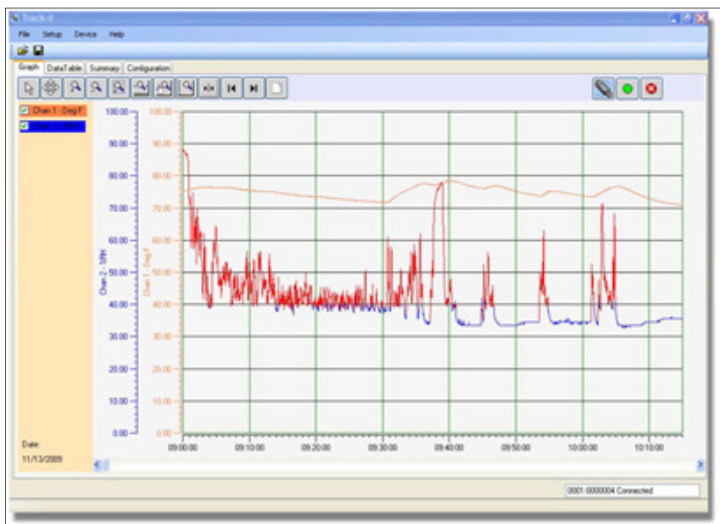 Track-it
File Setup Device Help
Graph DataTable Summary Configuration
Chan 1 - Deg F
100.00 100.00
90.00 90.00
80.00 80.00
70.00 70.00
60.00 60.00
50.00 50.00
40.00 40.00
30.00 30.00
20.00 20.00
10.00 10.00
0.00 0.00
Chan 2 - %RH
Chan 1 - Deg F
09:00:00 09:10:00 09:20:00 09:30:00 09:40:00 09:50:00 10:00:00 10:10:00
Date:
11/13/2009
0001:0000004 Connected